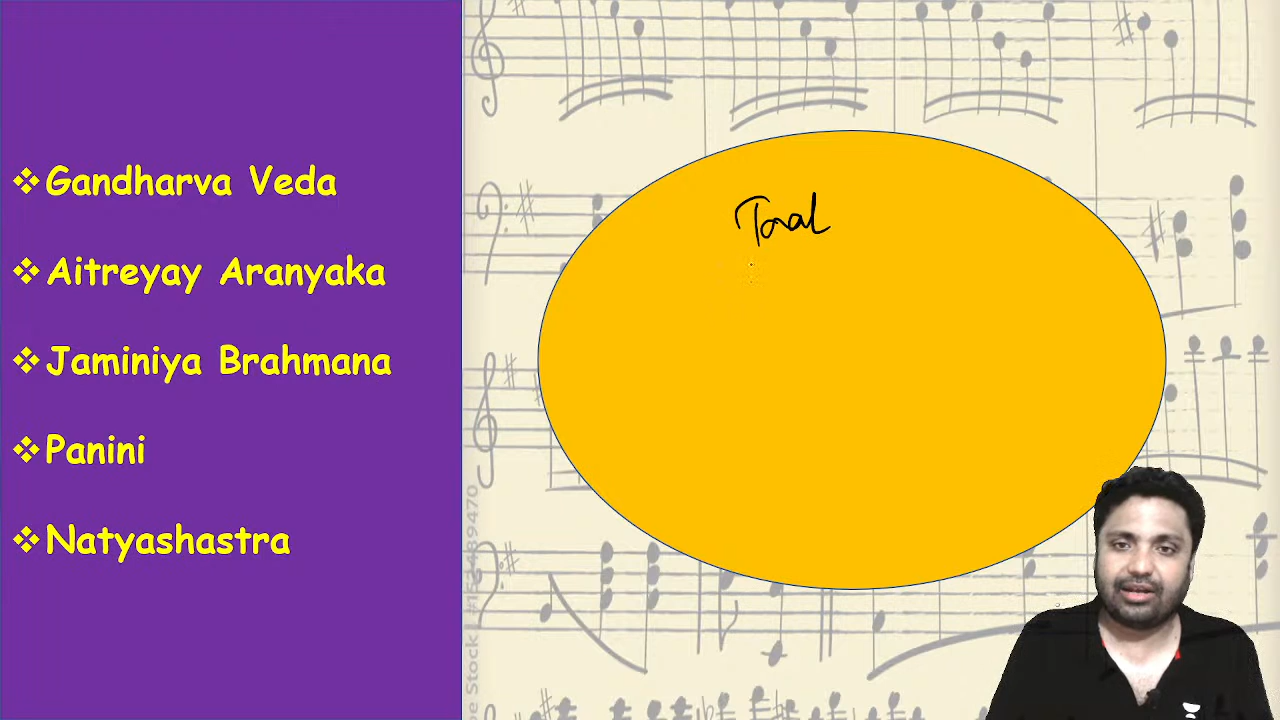 Gandharva Veda
Aitreyay Aranyaka
Jaminiya Brahmana
Panini
Natyashastra
Taal